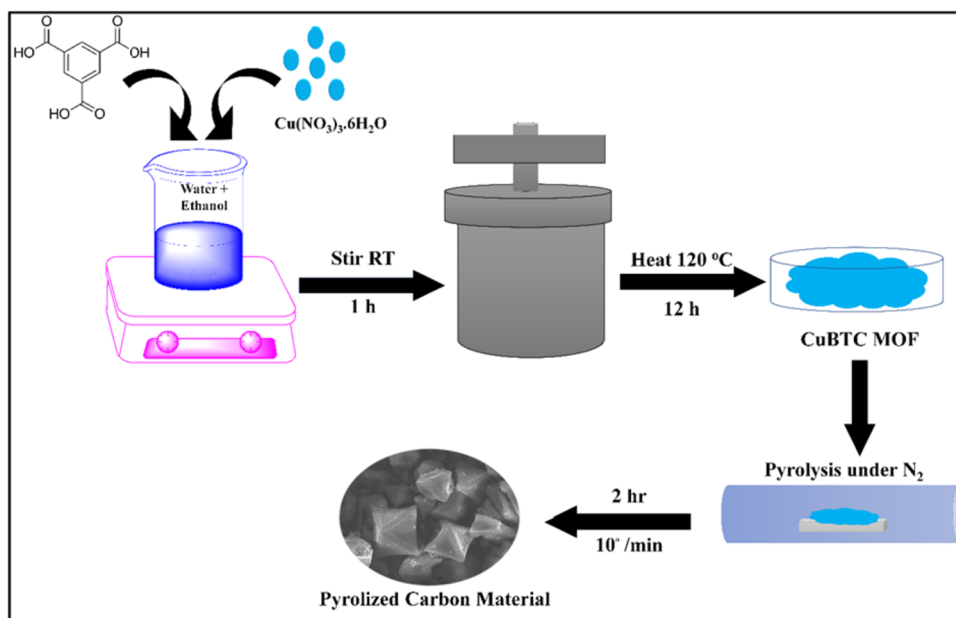 O
OH
HO
O
HO
O
Cu(NO₃)₃.6H₂O
Water +
Ethanol
Stir RT
1 h
Heat 120 ºC
12 h
CuBTC MOF
Pyrolysis under N₂
2 hr
10° /min
Pyrolized Carbon Material